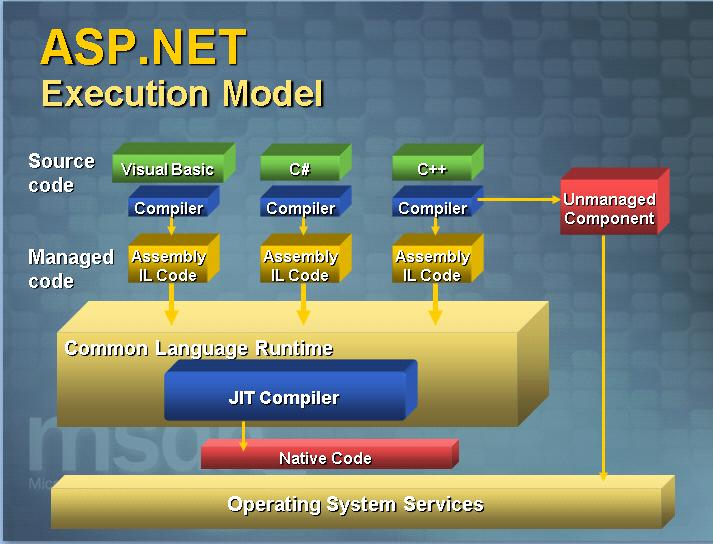 ASP.NET
Execution Model
Source
code
Visual Basic
C#
C++
Compiler
Compiler
Compiler
Unmanaged
Component
Managed
code
Assembly
IL Code
Assembly
IL Code
Assembly
IL Code
Common Language Runtime
JIT Compiler
msdn
Native Code
Operating System Services